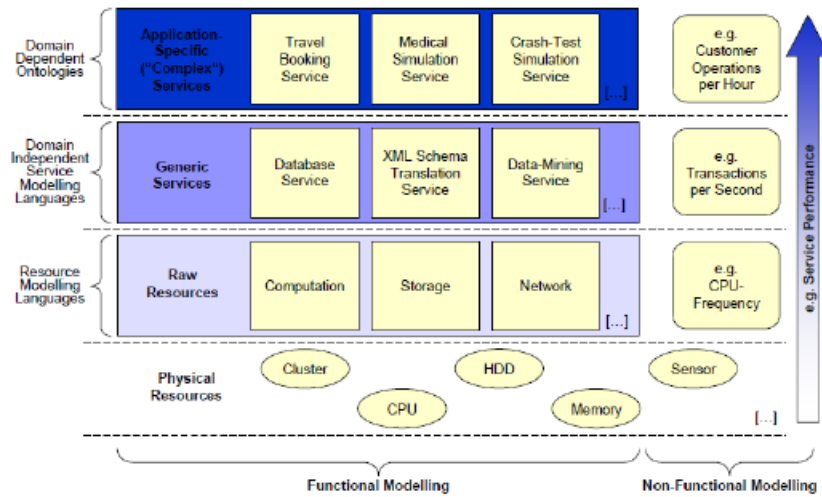 Domain
Dependent
Ontologies
Application-
Specific
("Complex")
Services
Travel
Booking
Service
Medical
Simulation
Service
Crash-Test
Simulation
Service
[...]
e.g.
Customer
Operations
per Hour
Domain
Independent
Service
Modelling
Languages
Generic
Services
Database
Service
XML Schema
Translation
Service
Data-Mining
Service
[...]
e.g.
Transactions
per Second
Resource
Modelling
Languages
Raw
Resources
Computation
Storage
Network
[...]
e.g.
CPU-
Frequency
e.g. Service Performance
Physical
Resources
Cluster
HDD
Sensor
CPU
Memory
[...]
Functional Modelling
Non-Functional Modelling